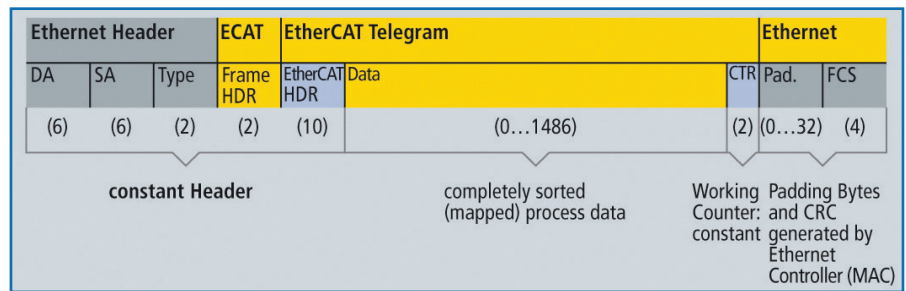 Ethernet Header ECAT EtherCAT Telegram Ethernet
DA SA Type Frame HDR EtherCAT HDR Data CTR Pad. FCS
(6) (6) (2) (2) (10) (0...1486) (2) (0...32) (4)
constant Header
completely sorted
(mapped) process data
Working
Counter:
constant
Padding Bytes
and CRC
generated by
Ethernet
Controller (MAC)